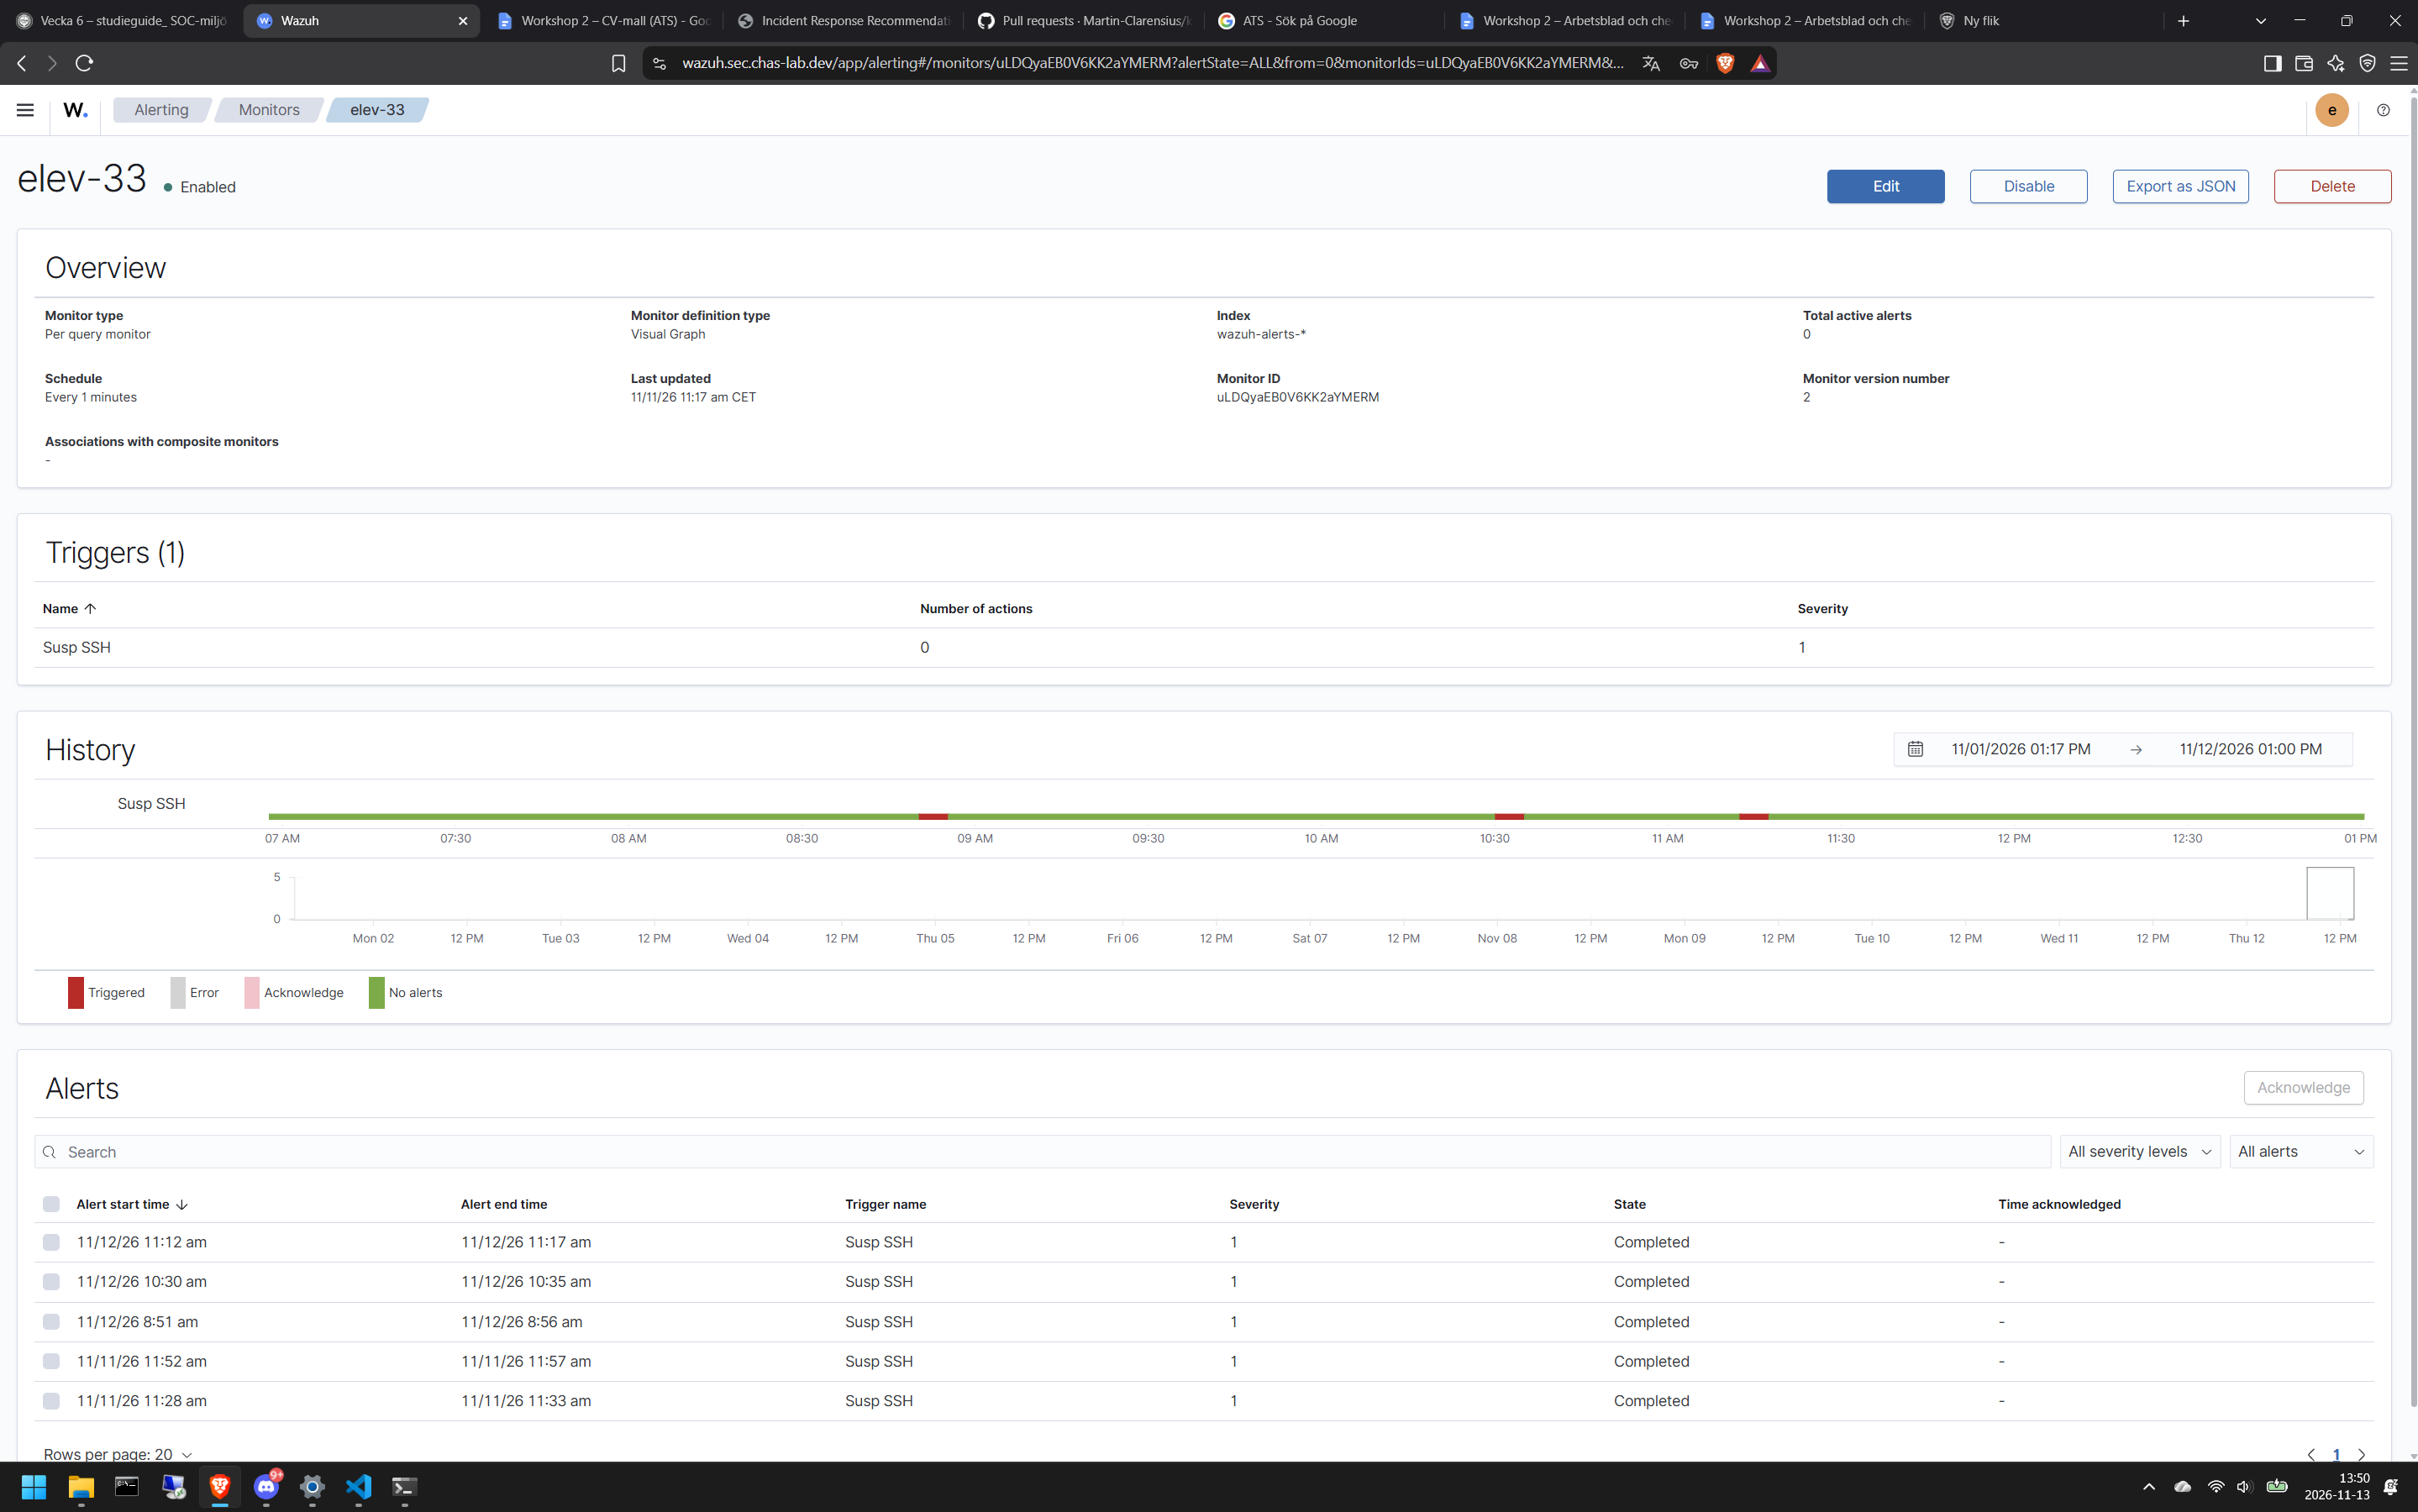 Vecka 6 – studieguide_ SOC-miljö
Wazuh
Workshop 2 – CV-mall (ATS) - Goo
Incident Response Recommendati
Pull requests · Martin-Clarensius/k
ATS - Sök på Google
Workshop 2 – Arbetsblad och che
Workshop 2 – Arbetsblad och che
Ny flik
wazuh.sec.chas-lab.dev/app/alerting#/monitors/uLDQyaEB0V6KK2aYMERM?alertState=ALL&from=0&monitorIds=uLDQyaEB0V6KK2aYMERM&...
W.
Alerting
Monitors
elev-33
e
elev-33
Enabled
Edit
Disable
Export as JSON
Delete
Overview
Monitor type
Per query monitor
Monitor definition type
Visual Graph
Index
wazuh-alerts-*
Total active alerts
0
Schedule
Every 1 minutes
Last updated
11/11/26 11:17 am CET
Monitor ID
uLDQyaEB0V6KK2aYMERM
Monitor version number
2
Associations with composite monitors
-
Triggers (1)
Name Number of actions Severity
Susp SSH 0 1
History
11/01/2026 01:17 PM → 11/12/2026 01:00 PM
Susp SSH
07 AM 07:30 08 AM 08:30 09 AM 09:30 10 AM 10:30 11 AM 11:30 12 PM 12:30 01 PM
5
0
Mon 02 12 PM Tue 03 12 PM Wed 04 12 PM Thu 05 12 PM Fri 06 12 PM Sat 07 12 PM Nov 08 12 PM Mon 09 12 PM Tue 10 12 PM Wed 11 12 PM Thu 12 12 PM
Triggered Error Acknowledge No alerts
Alerts
Acknowledge
Search
All severity levels
All alerts
Alert start time Alert end time Trigger name Severity State Time acknowledged
11/12/26 11:12 am 11/12/26 11:17 am Susp SSH 1 Completed -
11/12/26 10:30 am 11/12/26 10:35 am Susp SSH 1 Completed -
11/12/26 8:51 am 11/12/26 8:56 am Susp SSH 1 Completed -
11/11/26 11:52 am 11/11/26 11:57 am Susp SSH 1 Completed -
11/11/26 11:28 am 11/11/26 11:33 am Susp SSH 1 Completed -
Rows per page: 20
1
9+
13:50
2026-11-13